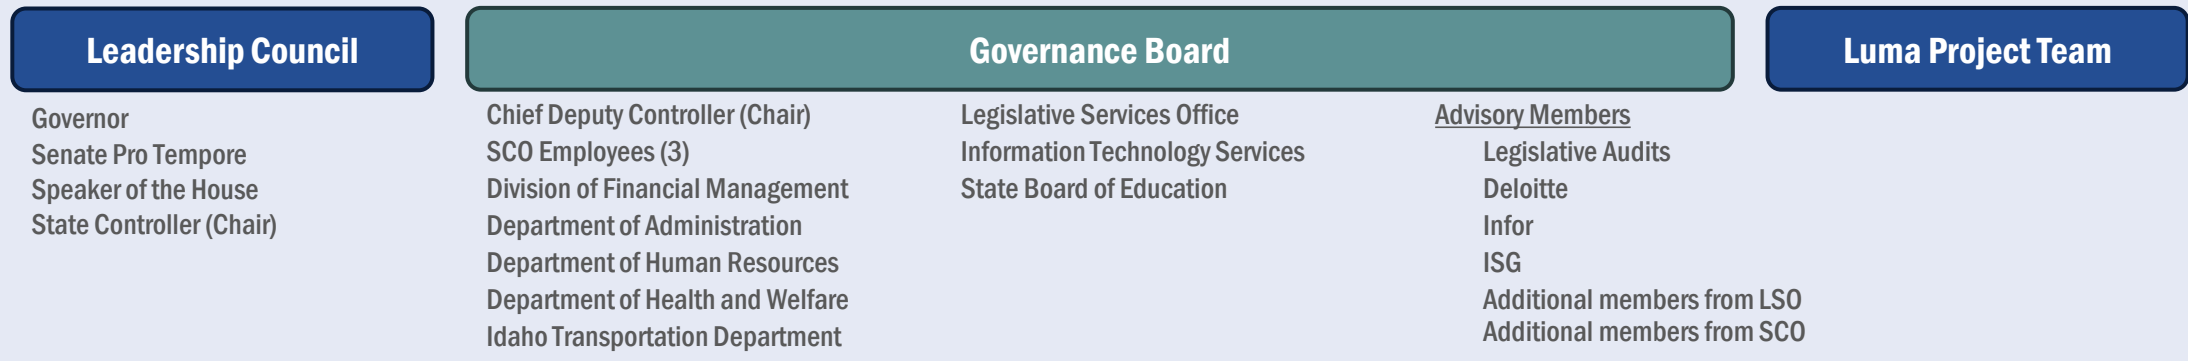 Leadership Council
Governor
Senate Pro Tempore
Speaker of the House
State Controller (Chair)
Governance Board
Chief Deputy Controller (Chair)
SCO Employees (3)
Division of Financial Management
Department of Administration
Department of Human Resources
Department of Health and Welfare
Idaho Transportation Department
Legislative Services Office
Information Technology Services
State Board of Education
Advisory Members
Legislative Audits
Deloitte
Infor
ISG
Additional members from LSO
Additional members from SCO
Luma Project Team